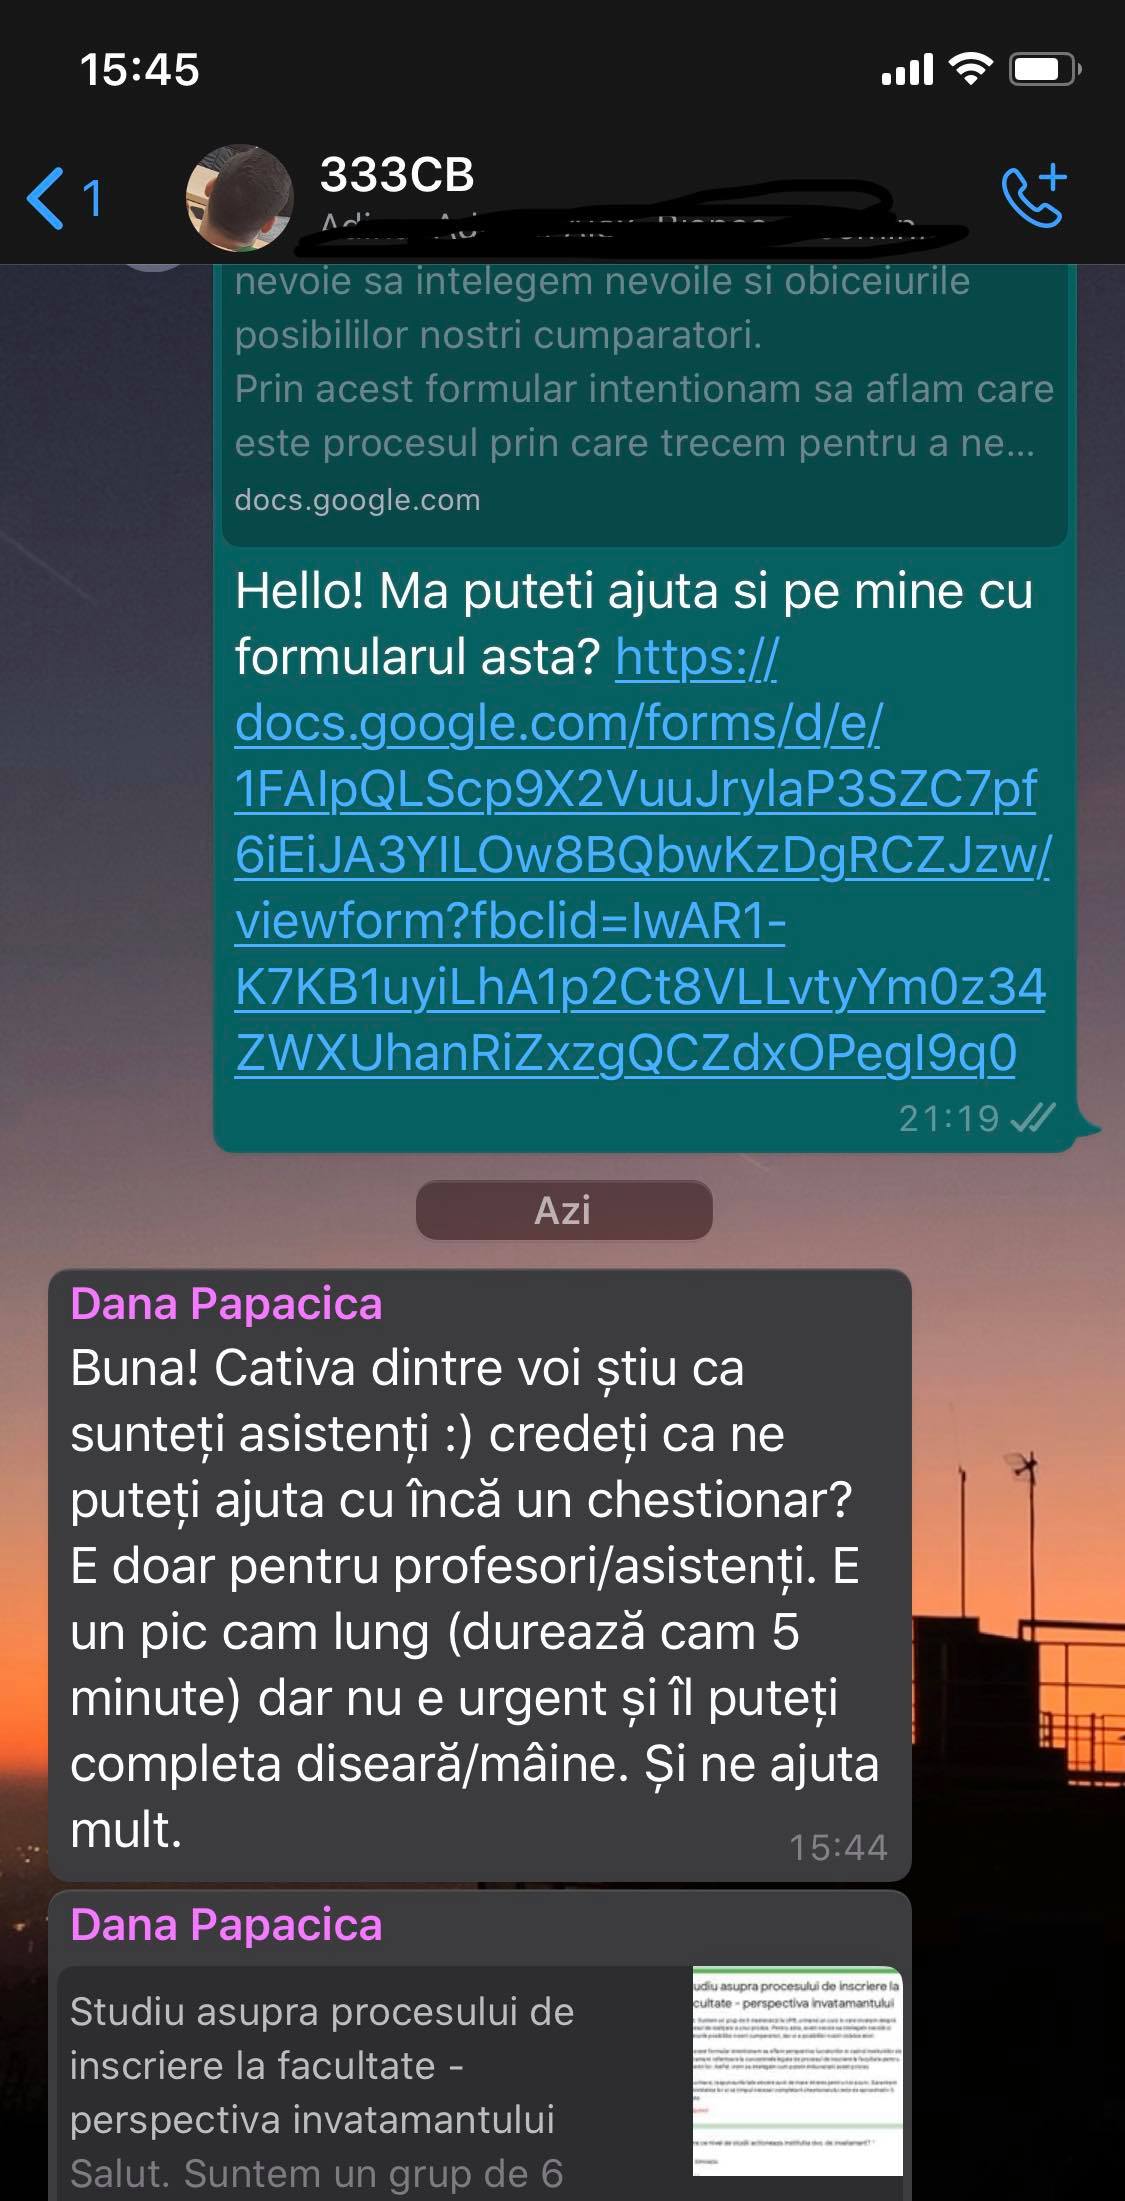 15:45
1
333CB
nevoie sa intelegem nevoile si obiceiurile
posibililor nostri cumparatori.
Prin acest formular intentionam sa aflam care
este procesul prin care trecem pentru a ne...
docs.google.com
Hello! Ma puteti ajuta si pe mine cu
formularul asta? https://
docs.google.com/forms/d/e/
1FAIpQLScp9X2VuuJrylaP3SZC7pf
6iEiJA3YILOw8BQbwKzDgRCZJzw/
viewform?fbclid=IwAR1-
K7KB1uyiLhA1p2Ct8VLLvtyYm0z34
ZWXUhanRiZxzgQCZdxOPegI9q0
21:19
Azi
Dana Papacica
Buna! Cativa dintre voi știu ca
sunteți asistenți :) credeți ca ne
puteți ajuta cu încă un chestionar?
E doar pentru profesori/asistenți. E
un pic cam lung (durează cam 5
minute) dar nu e urgent și îl puteți
completa diseară/mâine. Și ne ajuta
mult.
15:44
Dana Papacica
Studiu asupra procesului de
inscriere la facultate -
perspectiva invatamantului
Salut. Suntem un grup de 6
udiu asupra procesului de inscriere la
cultate - perspectiva invatamantului